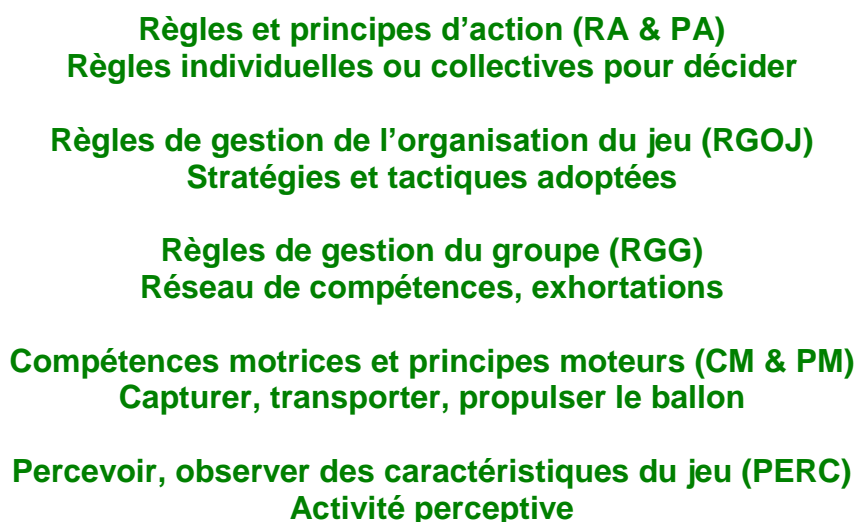 Règles et principes d’action (RA & PA)
Règles individuelles ou collectives pour décider
Règles de gestion de l’organisation du jeu (RGOJ)
Stratégies et tactiques adoptées
Règles de gestion du groupe (RGG)
Réseau de compétences, exhortations
Compétences motrices et principes moteurs (CM & PM)
Capturer, transporter, propulser le ballon
Percevoir, observer des caractéristiques du jeu (PERC)
Activité perceptive